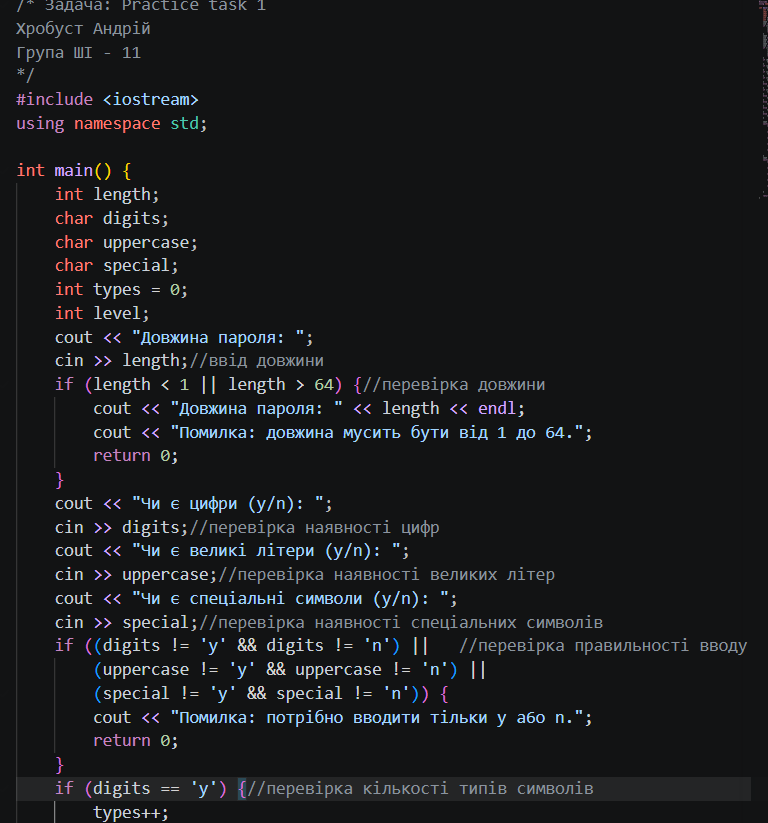 /* Задача: Practice task 1
Хробуст Андрій
Група ШІ - 11
*/
#include <iostream>
using namespace std;

int main() {
    int length;
    char digits;
    char uppercase;
    char special;
    int types = 0;
    int level;
    cout << "Довжина пароля: ";
    cin >> length;//ввід довжини
    if (length < 1 || length > 64) {//перевірка довжини
        cout << "Довжина пароля: " << length << endl;
        cout << "Помилка: довжина мусить бути від 1 до 64.";
        return 0;
    }
    cout << "Чи є цифри (y/n): ";
    cin >> digits;//перевірка наявності цифр
    cout << "Чи є великі літери (y/n): ";
    cin >> uppercase;//перевірка наявності великих літер
    cout << "Чи є спеціальні символи (y/n): ";
    cin >> special;//перевірка наявності спеціальних символів
    if ((digits != 'y' && digits != 'n') ||   //перевірка правильності вводу
        (uppercase != 'y' && uppercase != 'n') ||
        (special != 'y' && special != 'n')) {
        cout << "Помилка: потрібно вводити тільки y або n.";
        return 0;
    }
    if (digits == 'y') {//перевірка кількості типів символів
        types++;